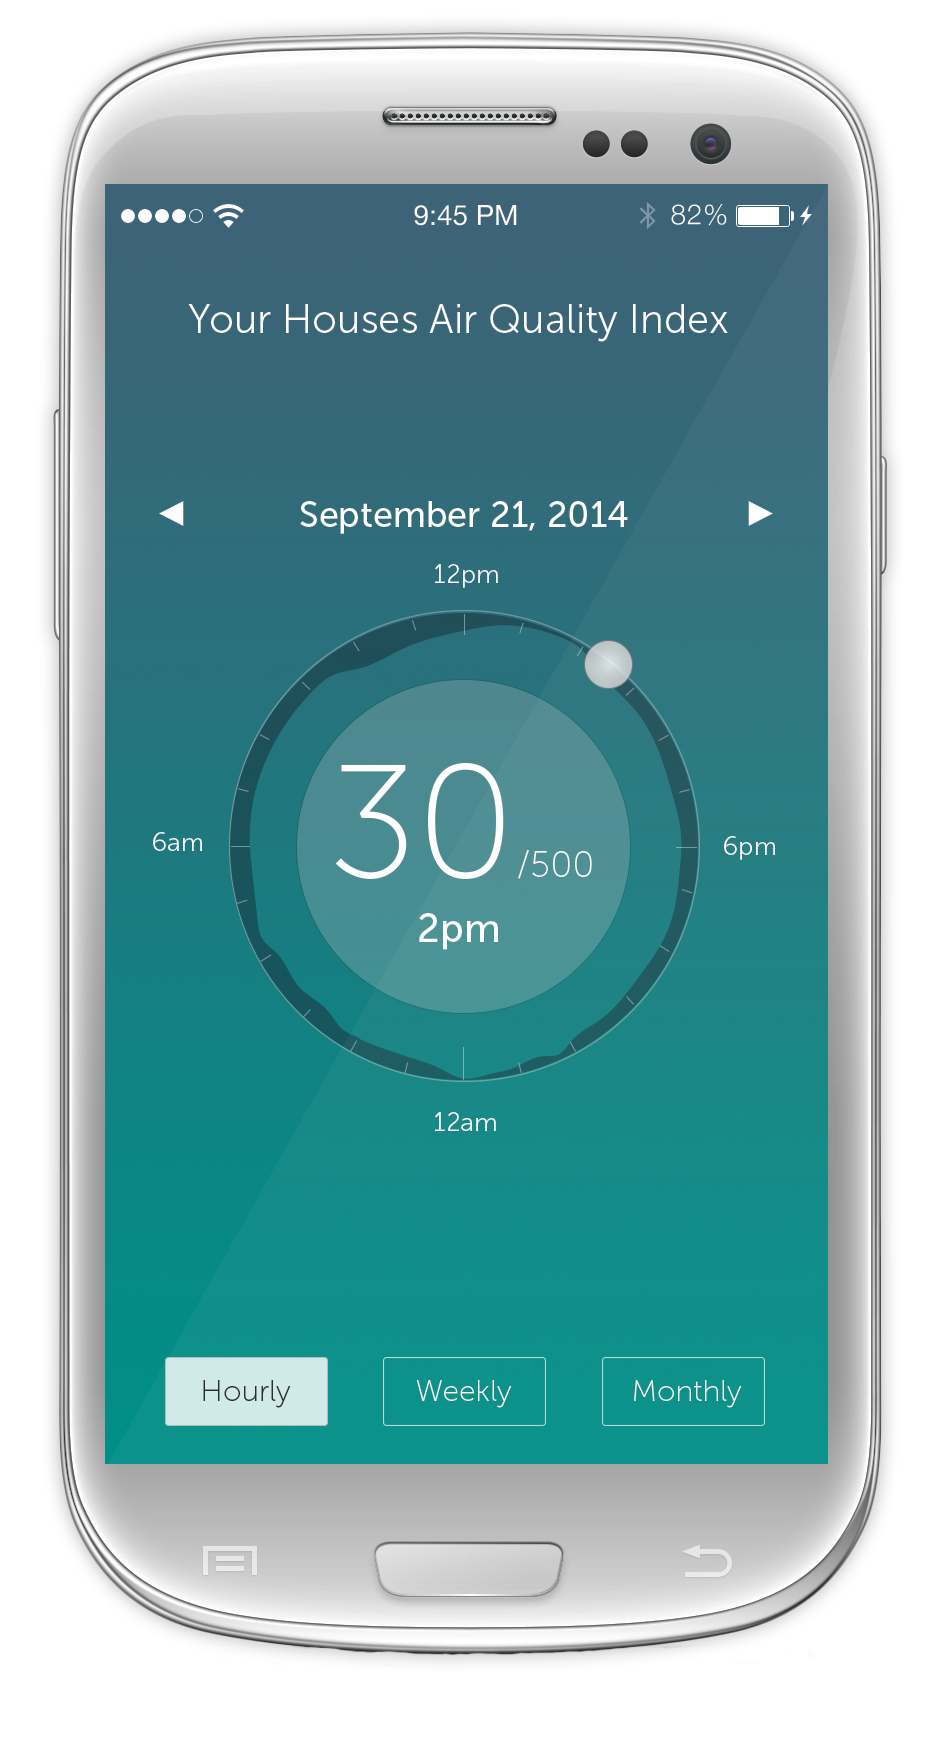 9:45 PM 82%
Your Houses Air Quality Index
September 21, 2014
12pm
30 /500
6am 6pm
2pm
12am
Hourly Weekly Monthly